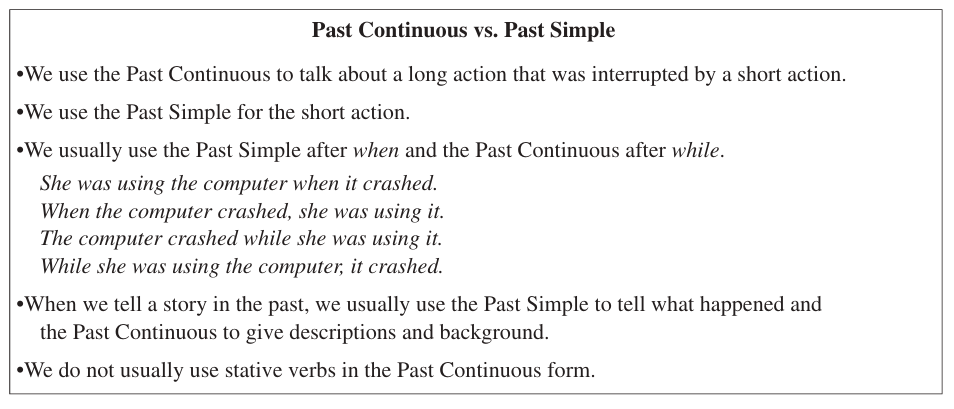 Past Continuous vs. Past Simple
•We use the Past Continuous to talk about a long action that was interrupted by a short action.
•We use the Past Simple for the short action.
•We usually use the Past Simple after when and the Past Continuous after while.
She was using the computer when it crashed.
When the computer crashed, she was using it.
The computer crashed while she was using it.
While she was using the computer, it crashed.
•When we tell a story in the past, we usually use the Past Simple to tell what happened and
the Past Continuous to give descriptions and background.
•We do not usually use stative verbs in the Past Continuous form.